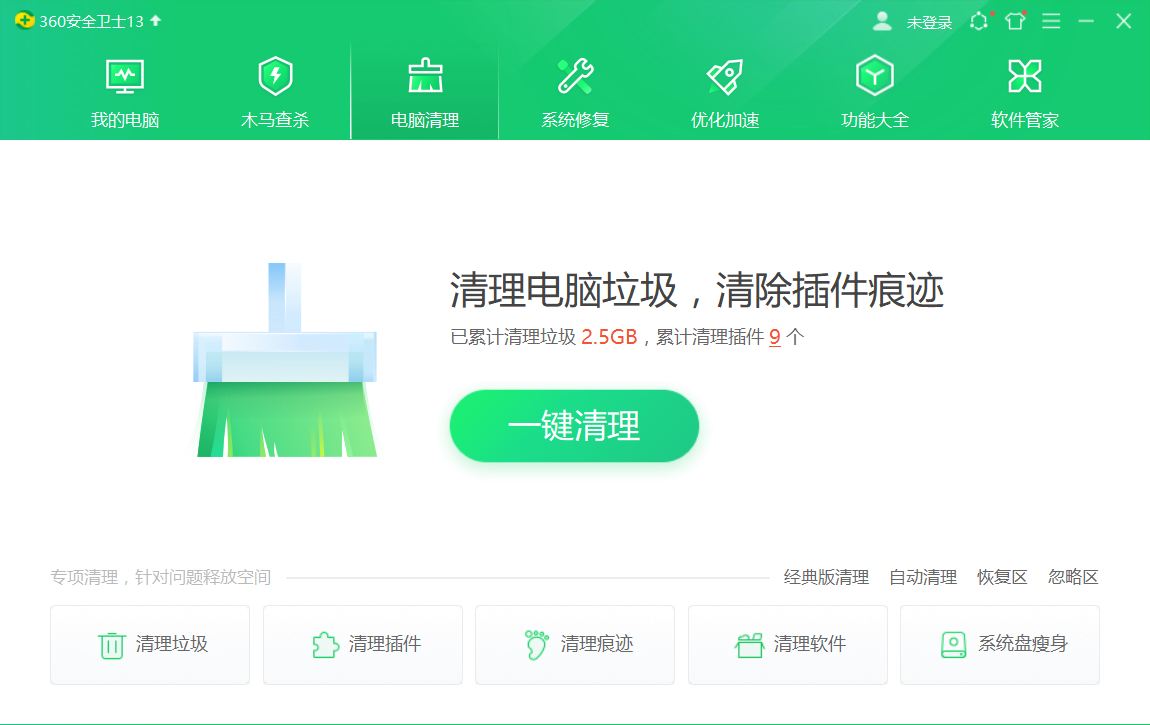 360安全卫士13
未登录
我的电脑
木马查杀
电脑清理
系统修复
优化加速
功能大全
软件管家
清理电脑垃圾，清除插件痕迹
已累计清理垃圾 2.5GB，累计清理插件 9 个
一键清理
专项清理，针对问题释放空间
经典版清理 自动清理 恢复区 忽略区
清理垃圾
清理插件
清理痕迹
清理软件
系统盘瘦身